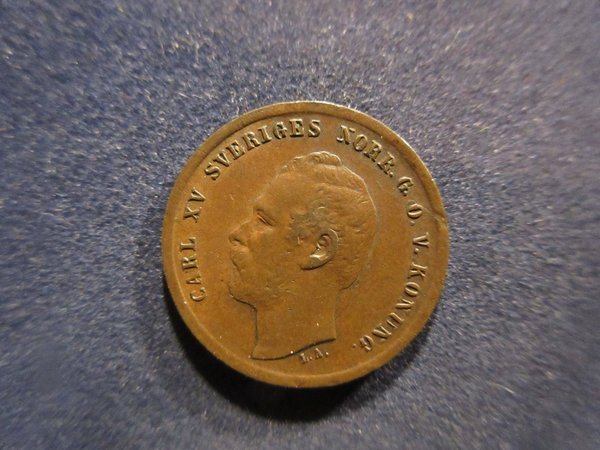 CARL XV SVERIGES NORR. G. O. V. KONUNG.
L.A.